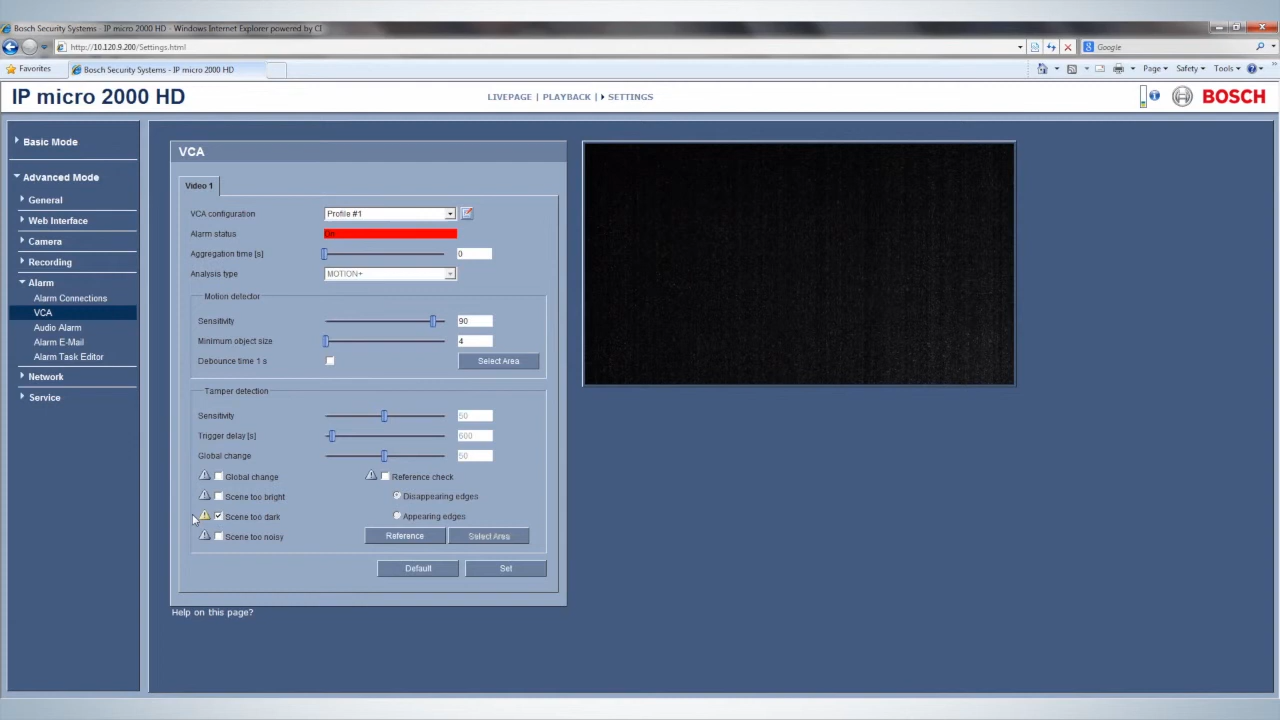 Bosch Security Systems - IP micro 2000 HD - Windows Internet Explorer powered by CI
http://10.120.9.200/Settings.html
Google
Favorites
Bosch Security Systems - IP micro 2000 HD
Page
Safety
Tools
IP micro 2000 HD
LIVEPAGE | PLAYBACK | SETTINGS
BOSCH
Basic Mode
Advanced Mode
General
Web Interface
Camera
Recording
Alarm
Alarm Connections
VCA
Audio Alarm
Alarm E-Mail
Alarm Task Editor
Network
Service
VCA
Video 1
VCA configuration Profile #1
Alarm status On
Aggregation time [s] 0
Analysis type MOTION+
Motion detector
Sensitivity 90
Minimum object size 4
Debounce time 1 s Select Area
Tamper detection
Sensitivity 50
Trigger delay [s] 600
Global change 50
Global change Reference check
Scene too bright Disappearing edges
Scene too dark Appearing edges
Scene too noisy Reference Select Area
Default Set
Help on this page?